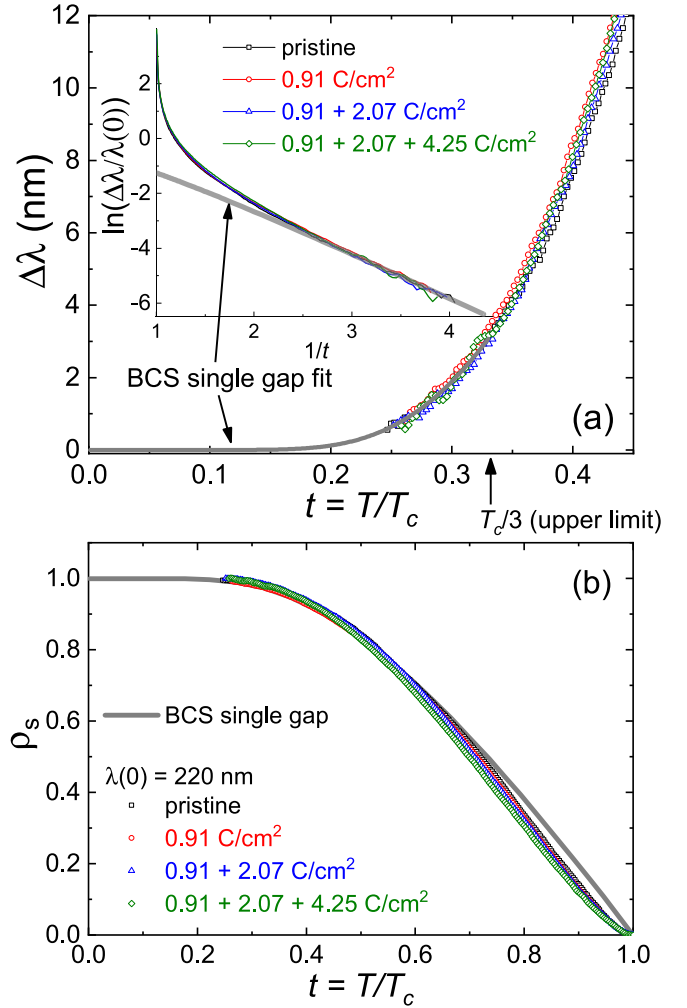 12
10
8
6
4
2
0
Δλ (nm)
0.0
0.1
0.2
0.3
0.4
t = T/Tc
Tc/3 (upper limit)
(a)
pristine
0.91 C/cm²
0.91 + 2.07 C/cm²
0.91 + 2.07 + 4.25 C/cm²
2
0
-2
-4
-6
ln(Δλ/λ(0))
1
2
3
4
1/t
BCS single gap fit
(b)
1.0
0.8
0.6
0.4
0.2
0.0
ρs
BCS single gap
λ(0) = 220 nm
pristine
0.91 C/cm²
0.91 + 2.07 C/cm²
0.91 + 2.07 + 4.25 C/cm²
0.0
0.2
0.4
0.6
0.8
1.0
t = T/Tc